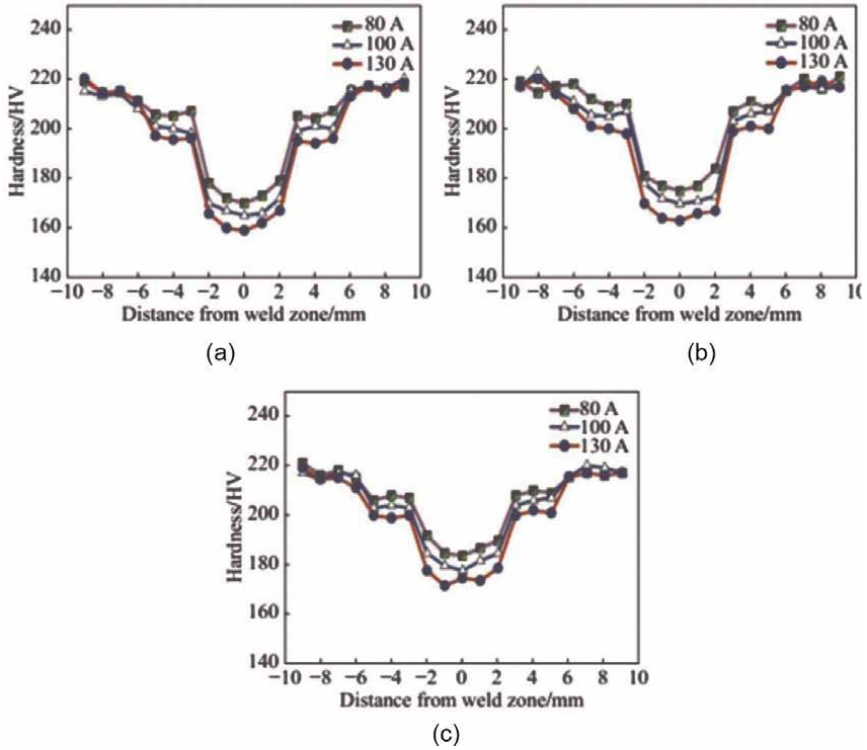 240
220
200
180
160
140
Hardness/HV
80 A
100 A
130 A
−10 −8 −6 −4 −2 0 2 4 6 8 10
Distance from weld zone/mm
(a)
240
220
200
180
160
140
Hardness/HV
80 A
100 A
130 A
−10 −8 −6 −4 −2 0 2 4 6 8 10
Distance from weld zone/mm
(b)
240
220
200
180
160
140
Hardness/HV
80 A
100 A
130 A
−10 −8 −6 −4 −2 0 2 4 6 8 10
Distance from weld zone/mm
(c)